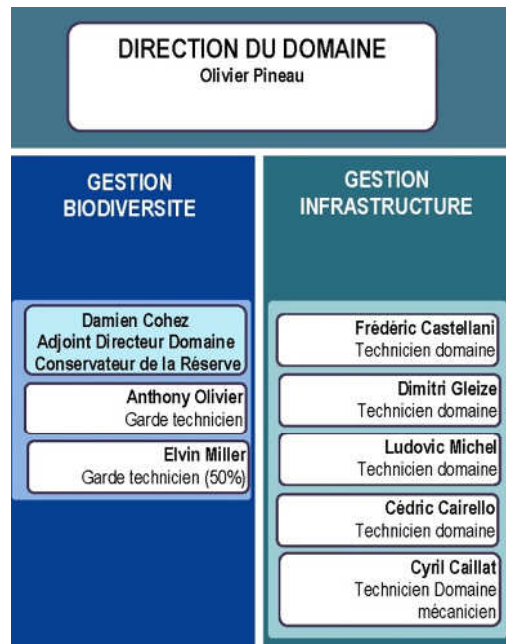 DIRECTION DU DOMAINE
Olivier Pineau
GESTION
BIODIVERSITE
Damien Cohez
Adjoint Directeur Domaine
Conservateur de la Réserve
Anthony Olivier
Garde technicien
Elvin Miller
Garde technicien (50%)
GESTION
INFRASTRUCTURE
Frédéric Castellani
Technicien domaine
Dimitri Gleize
Technicien domaine
Ludovic Michel
Technicien domaine
Cédric Cairello
Technicien domaine
Cyril Caillat
Technicien Domaine
mécanicien